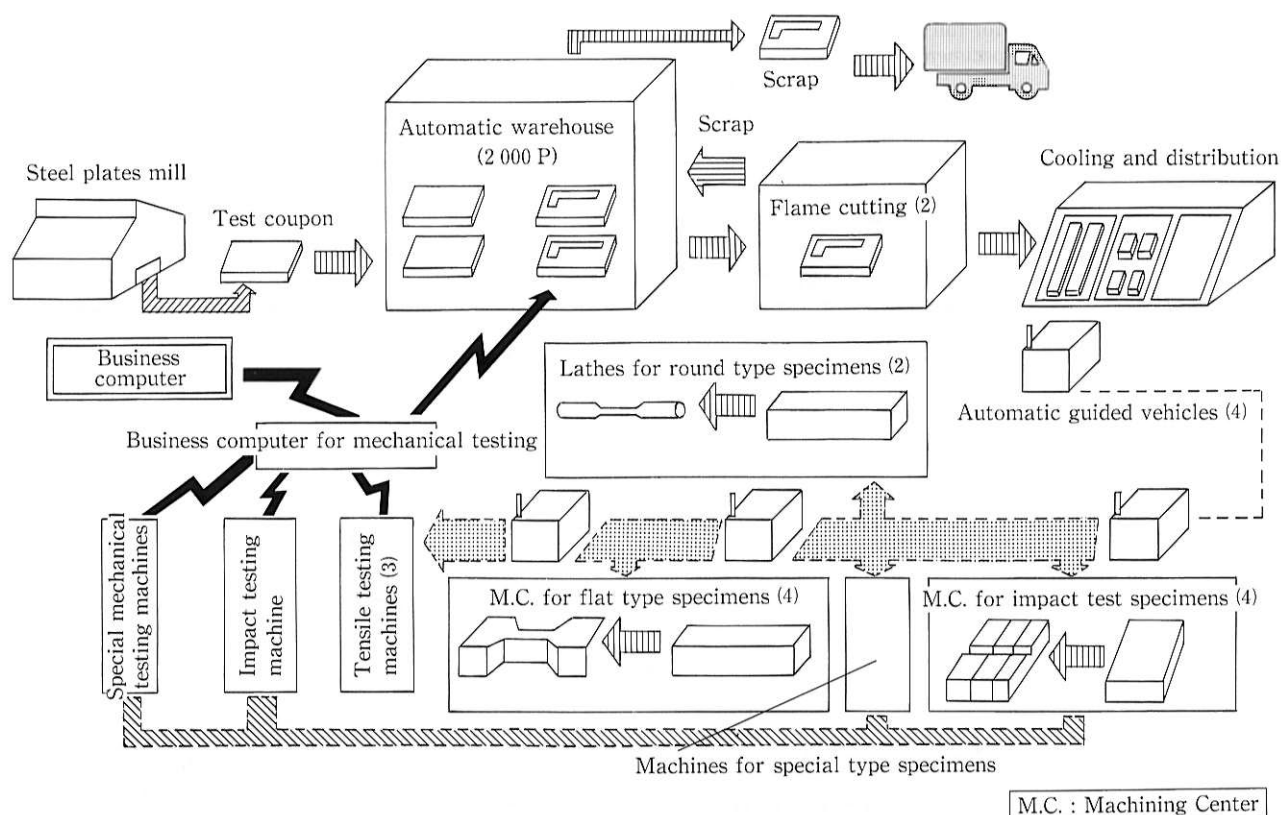 Scrap
Automatic warehouse
(2 000 P)
Scrap
Cooling and distribution
Steel plates mill
Test coupon
Flame cutting (2)
Business
computer
Lathes for round type specimens (2)
Automatic guided vehicles (4)
Business computer for mechanical testing
Special mechanical
testing machines
Impact testing
machine
Tensile testing
machines (3)
M.C. for flat type specimens (4)
M.C. for impact test specimens (4)
Machines for special type specimens
M.C. : Machining Center